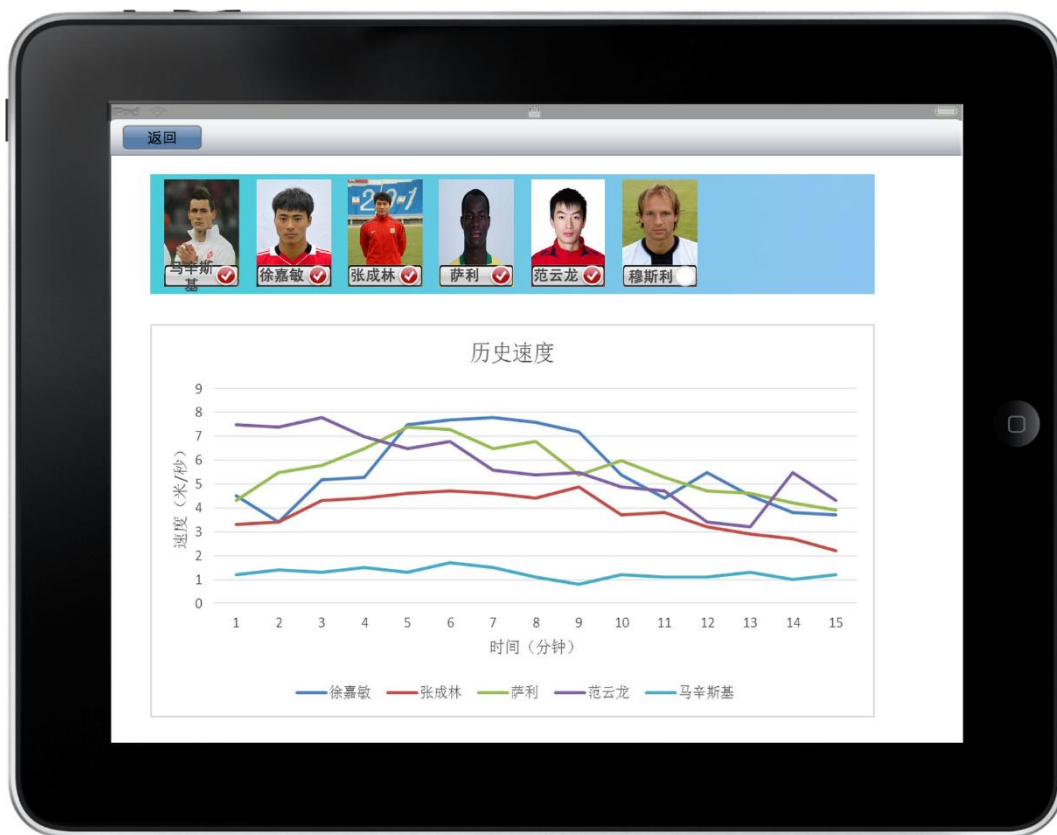 返回
马辛斯
基
徐嘉敏
张成林
萨利
范云龙
穆斯利
历史速度
9
8
7
6
5
4
3
2
1
0
速度（米/秒）
1 2 3 4 5 6 7 8 9 10 11 12 13 14 15
时间（分钟）
徐嘉敏 张成林 萨利 范云龙 马辛斯基